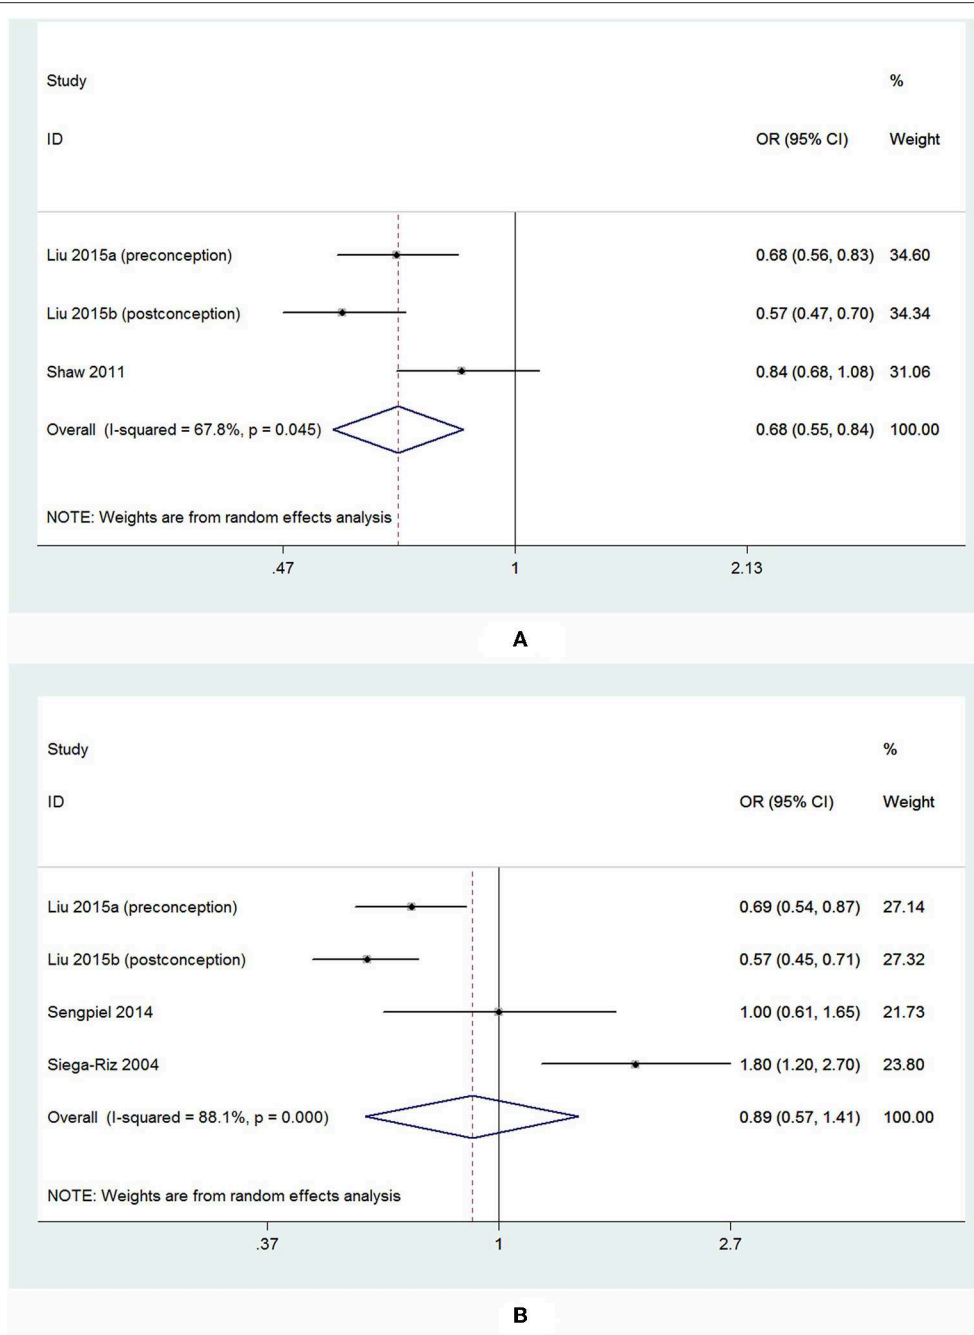 Study %
ID OR (95% CI) Weight
Liu 2015a (preconception) 0.68 (0.56, 0.83) 34.60
Liu 2015b (postconception) 0.57 (0.47, 0.70) 34.34
Shaw 2011 0.84 (0.68, 1.08) 31.06
Overall (I-squared = 67.8%, p = 0.045) 0.68 (0.55, 0.84) 100.00
NOTE: Weights are from random effects analysis
.47 1 2.13
A
Study %
ID OR (95% CI) Weight
Liu 2015a (preconception) 0.69 (0.54, 0.87) 27.14
Liu 2015b (postconception) 0.57 (0.45, 0.71) 27.32
Sengpiel 2014 1.00 (0.61, 1.65) 21.73
Siega-Riz 2004 1.80 (1.20, 2.70) 23.80
Overall (I-squared = 88.1%, p = 0.000) 0.89 (0.57, 1.41) 100.00
NOTE: Weights are from random effects analysis
.37 1 2.7
B